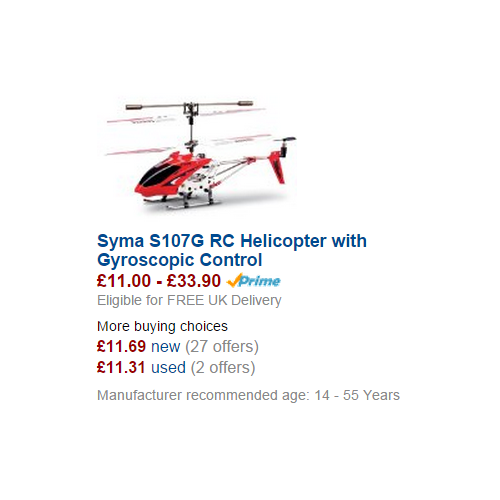 Syma S107G RC Helicopter with
Gyroscopic Control
£11.00 - £33.90 Prime
Eligible for FREE UK Delivery
More buying choices
£11.69 new (27 offers)
£11.31 used (2 offers)
Manufacturer recommended age: 14 - 55 Years